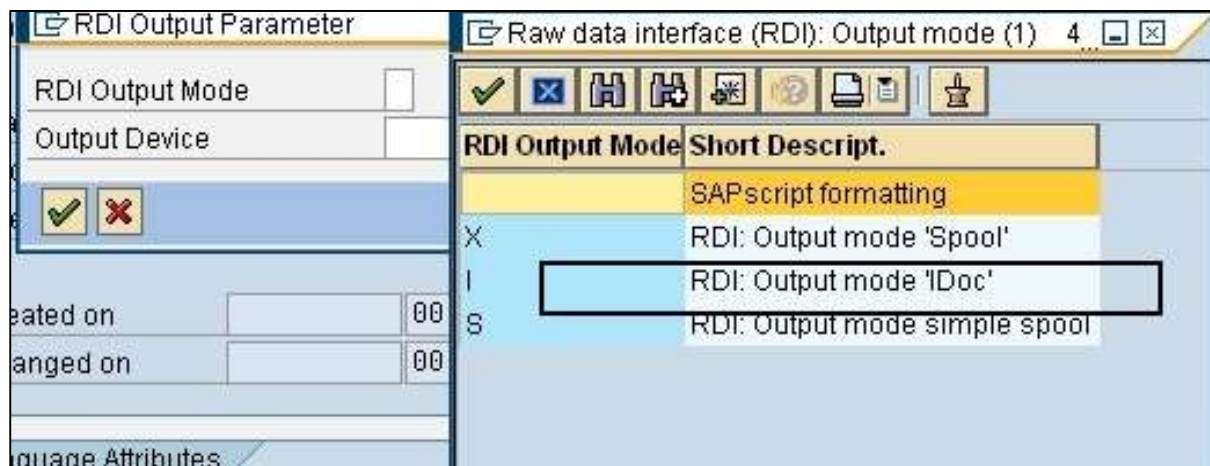 RDI Output Parameter
RDI Output Mode
Output Device
eated on 00
anged on 00
nguage Attributes
Raw data interface (RDI): Output mode (1) 4
RDI Output Mode Short Descript.
SAPscript formatting
X RDI: Output mode 'Spool'
I RDI: Output mode 'IDoc'
S RDI: Output mode simple spool